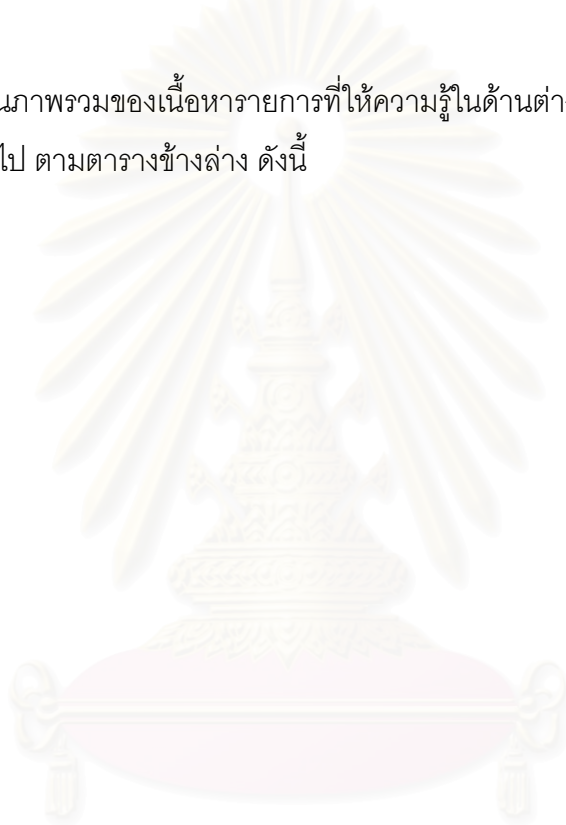 นภาพรวมของเนื้อหารายการที่ให้ความรู้ในด้านต่า
ไป ตามตารางข้างล่าง ดังนี้